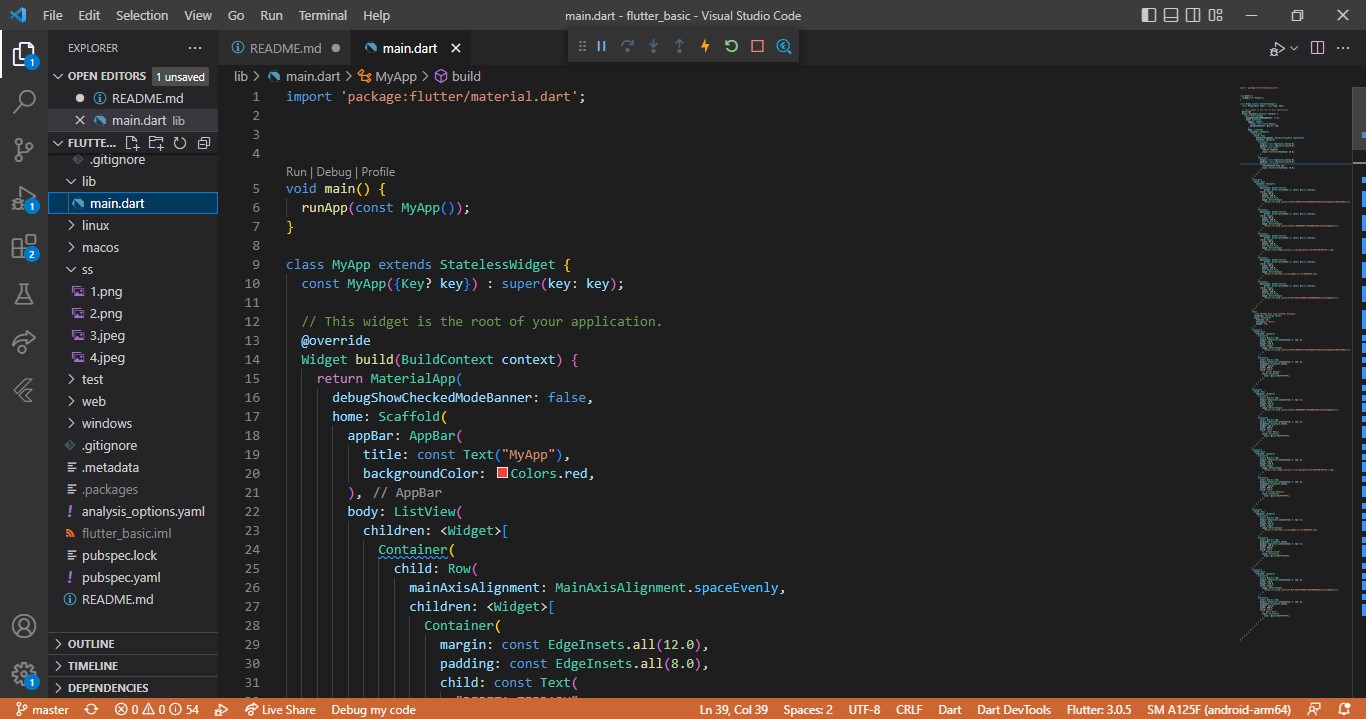 File Edit Selection View Go Run Terminal Help
main.dart - flutter_basic - Visual Studio Code
EXPLORER
OPEN EDITORS 1 unsaved
README.md
main.dart lib
FLUTTE...
.gitignore
lib
main.dart
linux
macos
ss
1.png
2.png
3.jpeg
4.jpeg
test
web
windows
.gitignore
.metadata
.packages
analysis_options.yaml
flutter_basic.iml
pubspec.lock
pubspec.yaml
README.md
OUTLINE
TIMELINE
DEPENDENCIES
1
1
2
1
README.md
main.dart
lib > main.dart > MyApp > build
1 import 'package:flutter/material.dart';
2
3
4
Run | Debug | Profile
5 void main() {
6 runApp(const MyApp());
7 }
8
9 class MyApp extends StatelessWidget {
10 const MyApp({Key? key}) : super(key: key);
11
12 // This widget is the root of your application.
13 @override
14 Widget build(BuildContext context) {
15 return MaterialApp(
16 debugShowCheckedModeBanner: false,
17 home: Scaffold(
18 appBar: AppBar(
19 title: const Text("MyApp"),
20 backgroundColor: Colors.red,
21 ), // AppBar
22 body: ListView(
23 children: <Widget>[
24 Container(
25 child: Row(
26 mainAxisAlignment: MainAxisAlignment.spaceEvenly,
27 children: <Widget>[
28 Container(
29 margin: const EdgeInsets.all(12.0),
30 padding: const EdgeInsets.all(8.0),
31 child: const Text(
master 0 0 54 Live Share Debug my code Ln 39, Col 39 Spaces: 2 UTF-8 CRLF Dart Dart DevTools Flutter: 3.0.5 SM A125F (android-arm64)